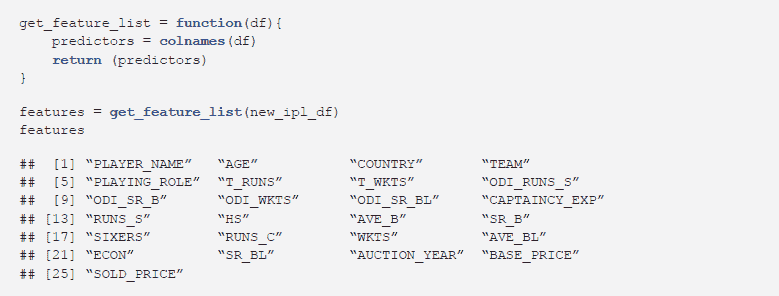 get_feature_list = function(df){
    predictors = colnames(df)
    return (predictors)
}

features = get_feature_list(new_ipl_df)
features

##  [1] “PLAYER_NAME”  “AGE”          “COUNTRY”      “TEAM”
##  [5] “PLAYING_ROLE” “T_RUNS”       “T_WKTS”       “ODI_RUNS_S”
##  [9] “ODI_SR_B”     “ODI_WKTS”     “ODI_SR_BL”    “CAPTAINCY_EXP”
## [13] “RUNS_S”       “HS”           “AVE_B”        “SR_B”
## [17] “SIXERS”       “RUNS_C”       “WKTS”         “AVE_BL”
## [21] “ECON”         “SR_BL”        “AUCTION_YEAR” “BASE_PRICE”
## [25] “SOLD_PRICE”